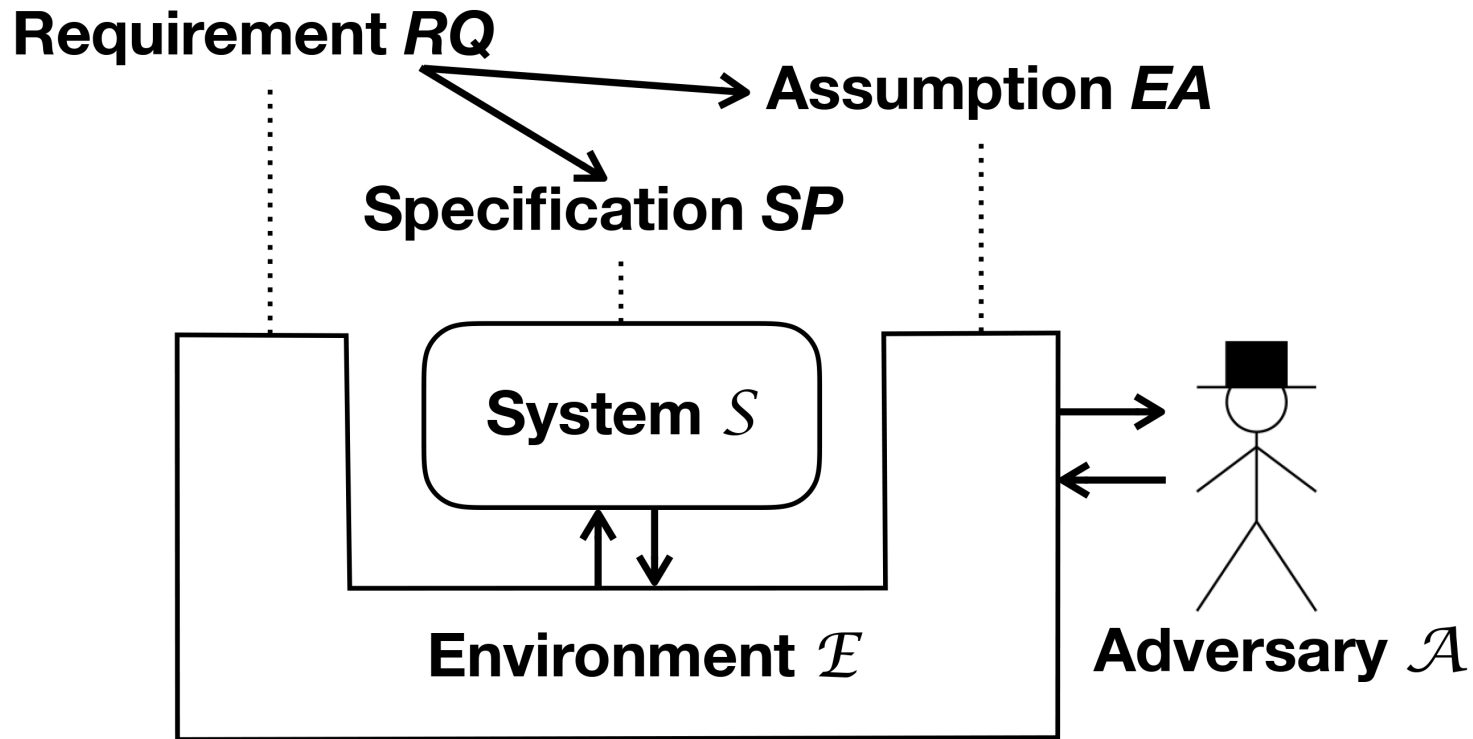 Requirement RQ
Assumption EA
Specification SP
System 𝒮
Environment ℰ
Adversary 𝒜